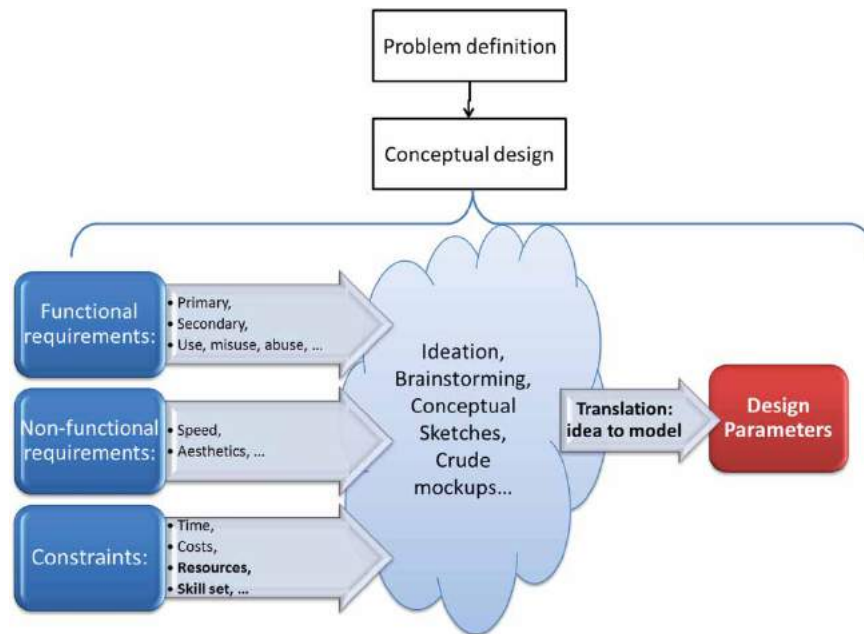 Problem definition
Conceptual design
Functional
requirements:
• Primary,
• Secondary,
• Use, misuse, abuse, ...
Non-functional
requirements:
• Speed,
• Aesthetics, ...
Constraints:
• Time,
• Costs,
• Resources,
• Skill set, ...
Ideation,
Brainstorming,
Conceptual
Sketches,
Crude
mockups...
Translation:
idea to model
Design
Parameters